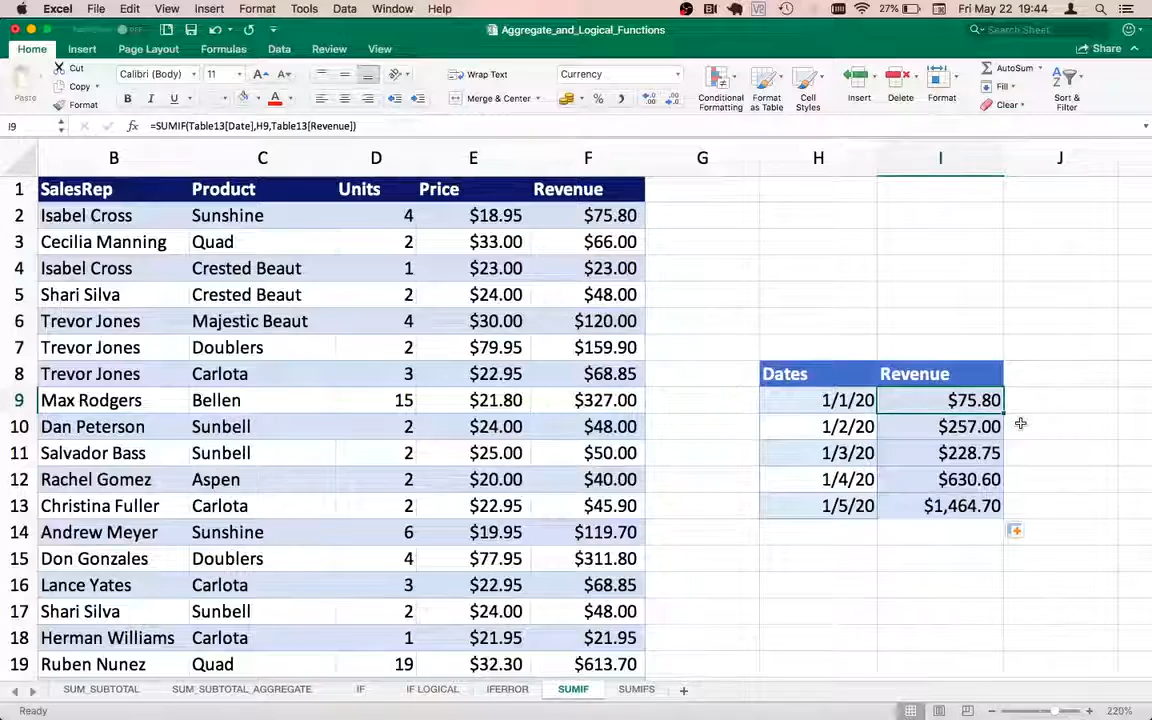 Excel File Edit View Insert Format Tools Data Window Help 27% Fri May 22 19:44
Aggregate_and_Logical_Functions Search Sheet
Home Insert Page Layout Formulas Data Review View Share
Paste Cut Copy Format Calibri (Body) 11 Wrap Text Merge & Center Currency Conditional Formatting Format as Table Cell Styles Insert Delete Format AutoSum Fill Clear Sort & Filter
I9 fx =SUMIF(Table13[Date],H9,Table13[Revenue])
B C D E F G H I J
1 SalesRep Product Units Price Revenue
2 Isabel Cross Sunshine 4 $18.95 $75.80
3 Cecilia Manning Quad 2 $33.00 $66.00
4 Isabel Cross Crested Beaut 1 $23.00 $23.00
5 Shari Silva Crested Beaut 2 $24.00 $48.00
6 Trevor Jones Majestic Beaut 4 $30.00 $120.00
7 Trevor Jones Doublers 2 $79.95 $159.90
8 Trevor Jones Carlota 3 $22.95 $68.85 Dates Revenue
9 Max Rodgers Bellen 15 $21.80 $327.00 1/1/20 $75.80
10 Dan Peterson Sunbell 2 $24.00 $48.00 1/2/20 $257.00
11 Salvador Bass Sunbell 2 $25.00 $50.00 1/3/20 $228.75
12 Rachel Gomez Aspen 2 $20.00 $40.00 1/4/20 $630.60
13 Christina Fuller Carlota 2 $22.95 $45.90 1/5/20 $1,464.70
14 Andrew Meyer Sunshine 6 $19.95 $119.70
15 Don Gonzales Doublers 4 $77.95 $311.80
16 Lance Yates Carlota 3 $22.95 $68.85
17 Shari Silva Sunbell 2 $24.00 $48.00
18 Herman Williams Carlota 1 $21.95 $21.95
19 Ruben Nunez Quad 19 $32.30 $613.70
SUM_SUBTOTAL SUM_SUBTOTAL_AGGREGATE IF IF LOGICAL IFERROR SUMIF SUMIFS
Ready 220%